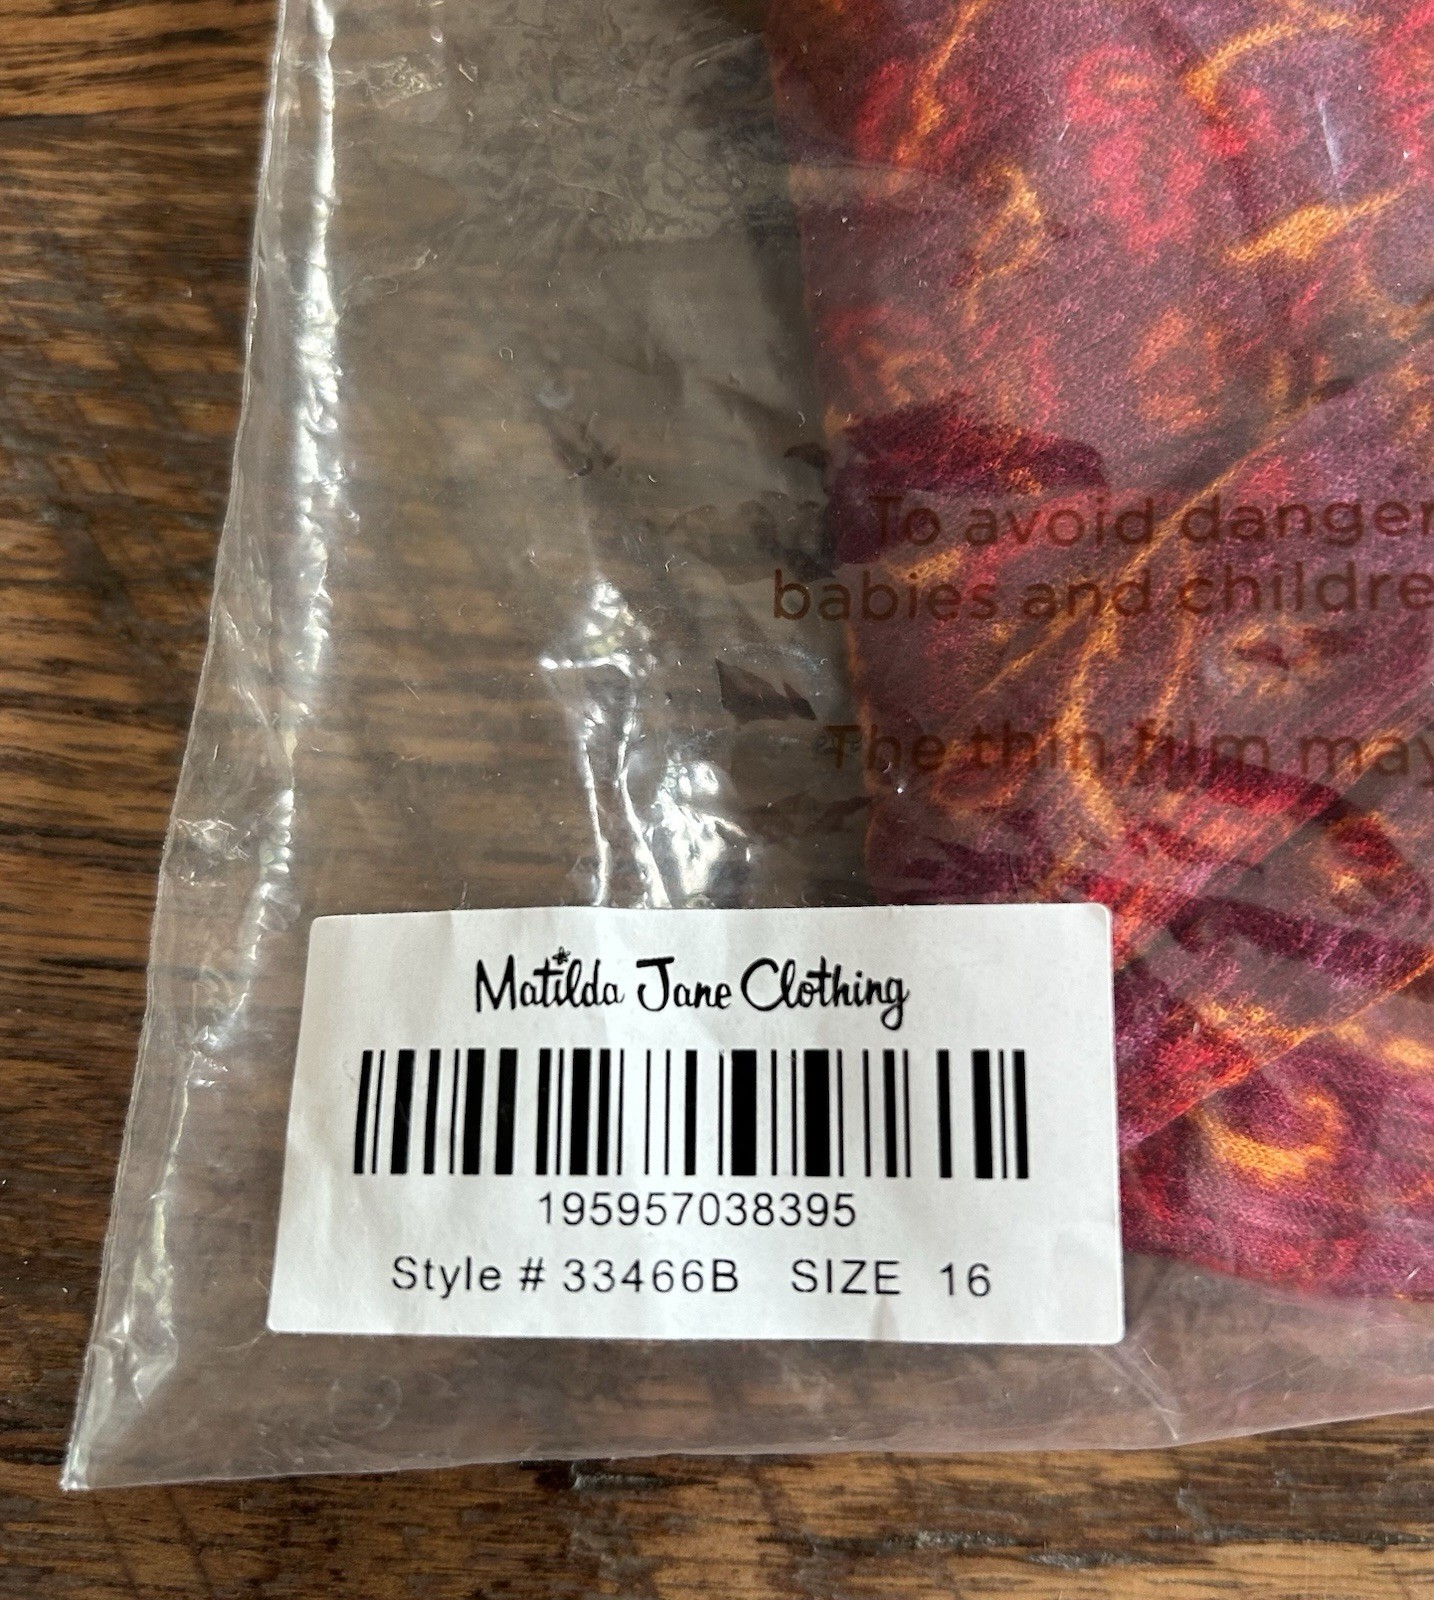 To avoid danger
babies and childre
The thin film may
Matilda Jane Clothing
195957038395
Style # 33466B SIZE 16